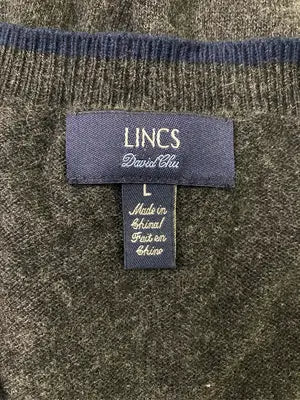 LINCS
David Chu
L
Made in
China/
Fait en
Chine